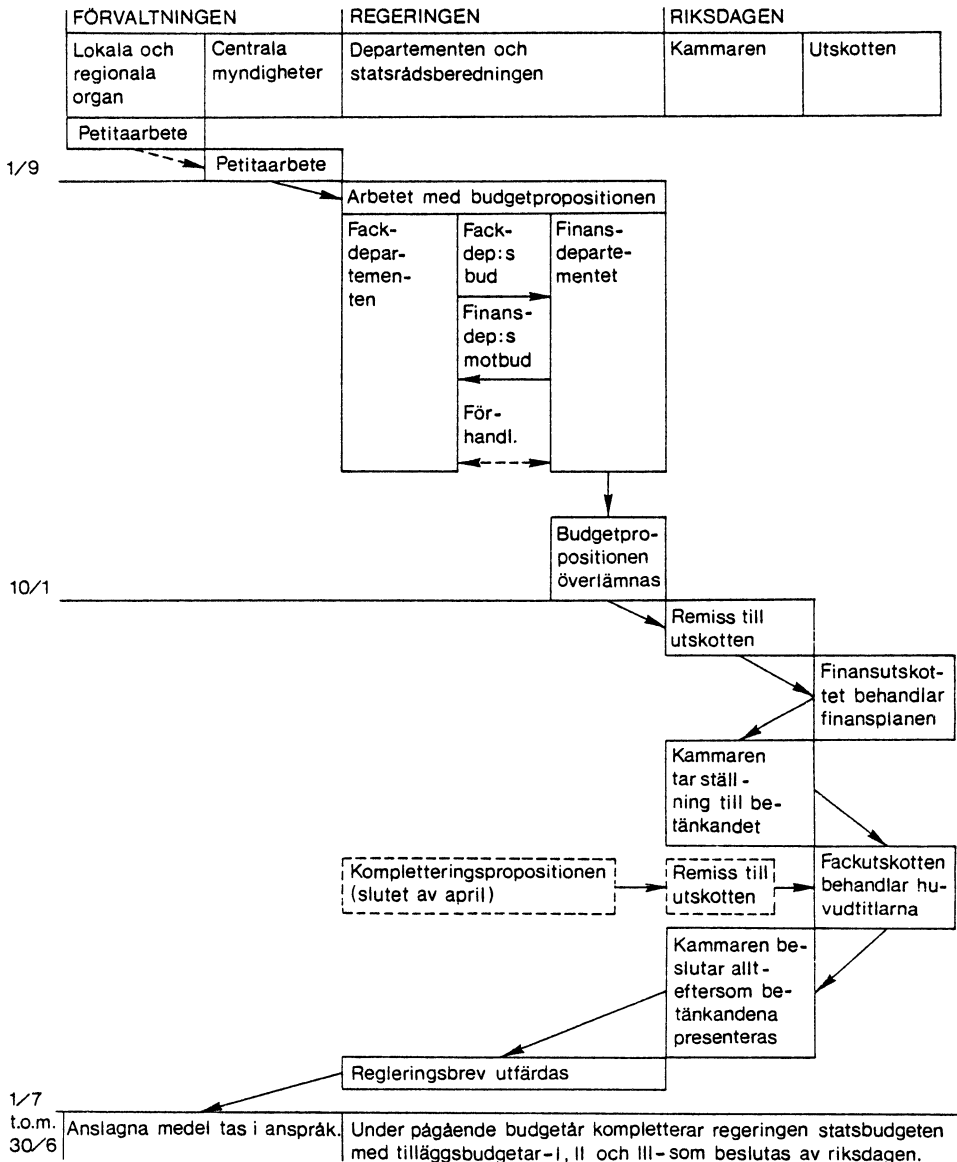 FÖRVALTNINGEN
REGERINGEN
RIKSDAGEN
Lokala och
regionala
organ
Centrala
myndigheter
Departementen och
statsrådsberedningen
Kammaren
Utskotten
Petitaarbete
1/9
Petitaarbete
Arbetet med budgetpropositionen
Fack-
depar-
temen-
ten
Fack-
dep:s
bud
Finans-
dep:s
motbud
För-
handl.
Finans-
departe-
mentet
Budgetpro-
positionen
överlämnas
10/1
Remiss till
utskotten
Finansutskot-
tet behandlar
finansplanen
Kammaren
tar ställ-
ning till be-
tänkandet
Kompletteringspropositionen
(slutet av april)
Remiss till
utskotten
Fackutskotten
behandlar hu-
vudtitlarna
Kammaren be-
slutar allt-
eftersom be-
tänkandena
presenteras
Regleringsbrev utfärdas
1/7
t.o.m.
30/6
Anslagna medel tas i anspråk.
Under pågående budgetår kompletterar regeringen statsbudgeten
med tilläggsbudgetar-I, II och III-som beslutas av riksdagen.